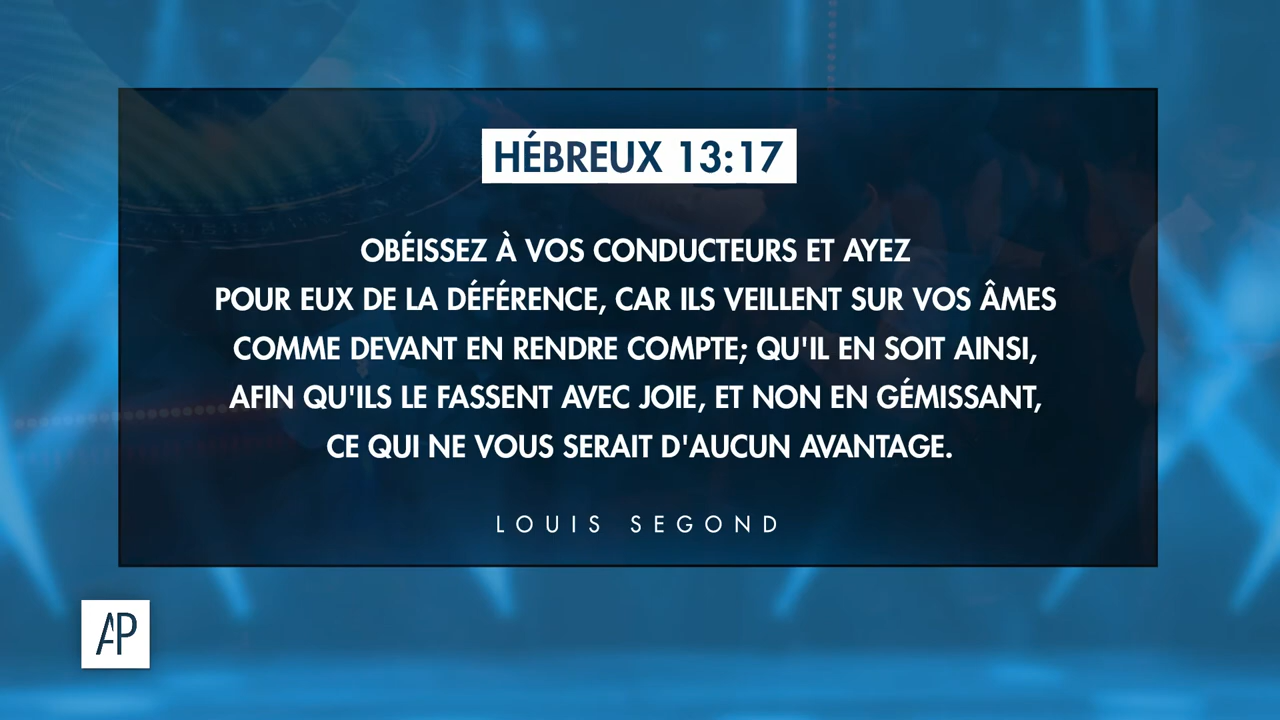 HÉBREUX 13:17
OBÉISSEZ À VOS CONDUCTEURS ET AYEZ
POUR EUX DE LA DÉFÉRENCE, CAR ILS VEILLENT SUR VOS ÂMES
COMME DEVANT EN RENDRE COMPTE; QU'IL EN SOIT AINSI,
AFIN QU'ILS LE FASSENT AVEC JOIE, ET NON EN GÉMISSANT,
CE QUI NE VOUS SERAIT D'AUCUN AVANTAGE.
LOUIS SEGOND
AP